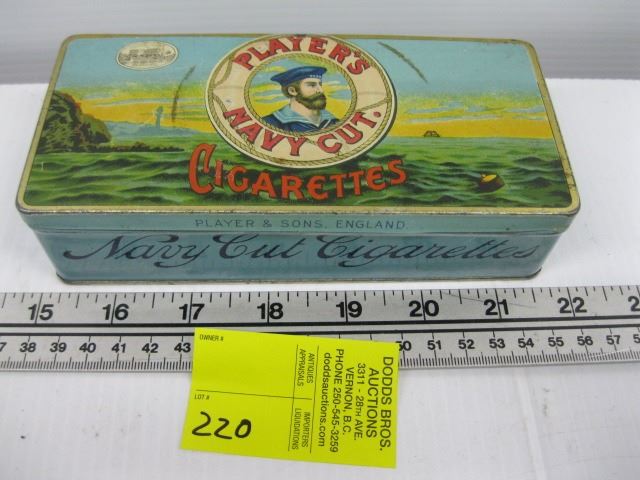 PLAYER'S
NAVY CUT.
CIGARETTES
PLAYER & SONS, ENGLAND.
Navy Cut Cigarettes
15 16 17 18 19 20 21 22
38 39 40 41 42 43 50 51 52 53 54 55 56 57
OWNER #
LOT #
220
ANTIQUES
APPRAISALS
IMPORTERS
LIQUIDATIONS
DODDS BROS.
AUCTIONS
3311 - 28TH AVE.
VERNON, B.C.
PHONE 250-545-3259
doddsauctions.com